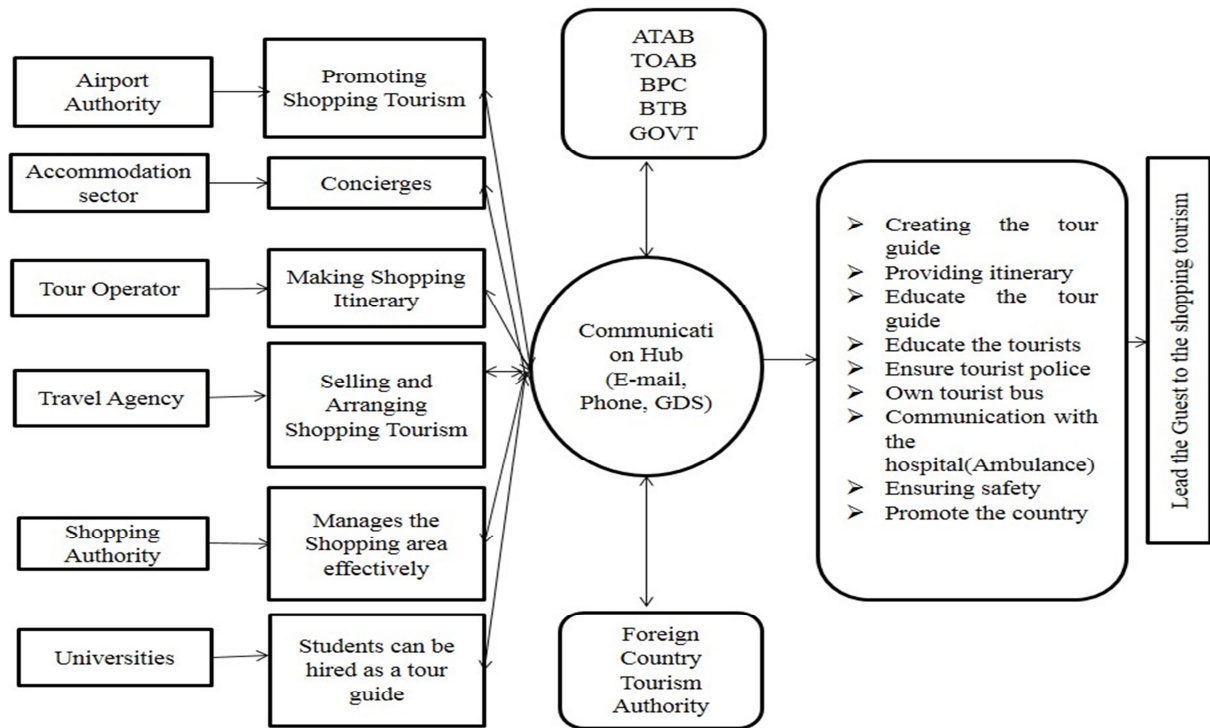 Airport
Authority
Promoting
Shopping Tourism
Accommodation
sector
Concierges
Tour Operator
Making Shopping
Itinerary
Travel Agency
Selling and
Arranging
Shopping Tourism
Shopping
Authority
Manages the
Shopping area
effectively
Universities
Students can be
hired as a tour
guide
ATAB
TOAB
BPC
BTB
GOVT
Communicati
on Hub
(E-mail,
Phone, GDS)
Foreign
Country
Tourism
Authority
➢ Creating the tour
guide
➢ Providing itinerary
➢ Educate the tour
guide
➢ Educate the tourists
➢ Ensure tourist police
➢ Own tourist bus
➢ Communication with
the
hospital(Ambulance)
➢ Ensuring safety
➢ Promote the country
Lead the Guest to the shopping tourism